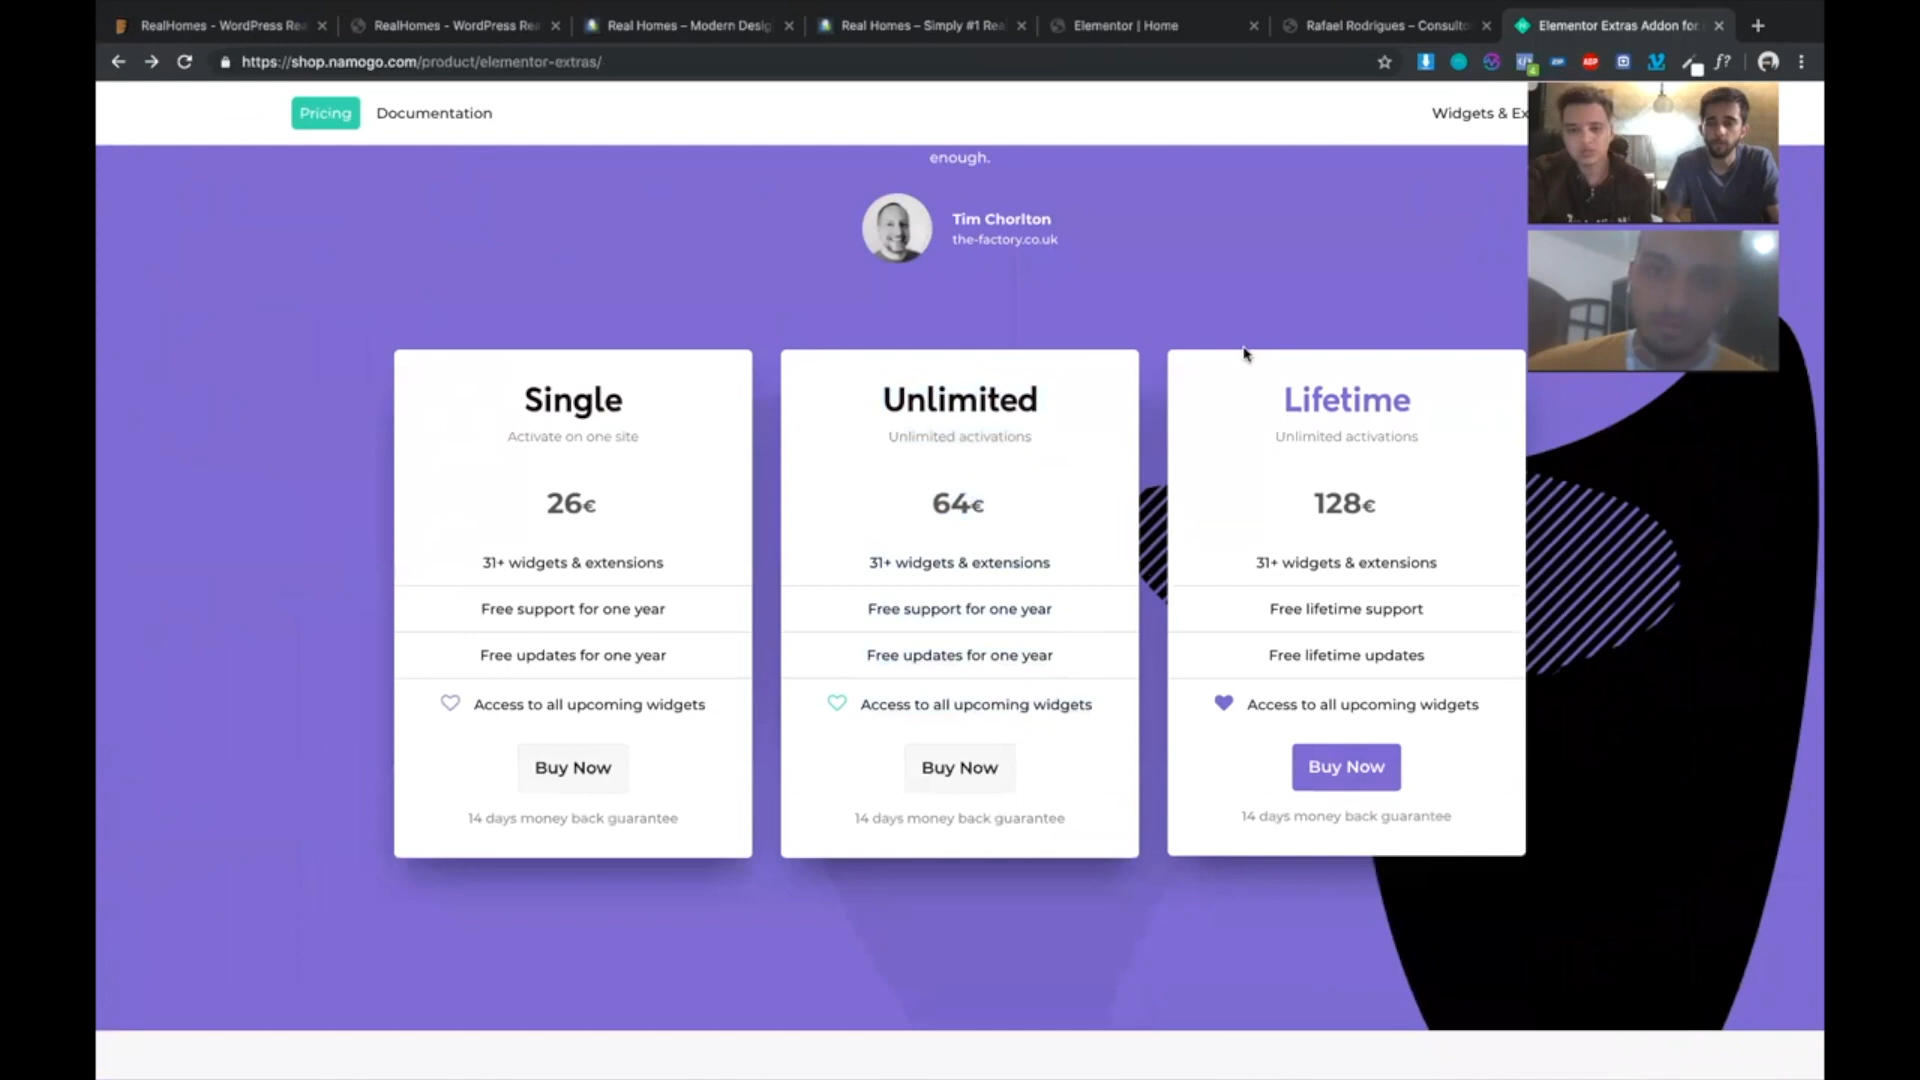 RealHomes - WordPress Rea
RealHomes - WordPress Rea
Real Homes – Modern Desig
Real Homes – Simply #1 Rea
Elementor | Home
Rafael Rodrigues – Consulto
Elementor Extras Addon for
https://shop.namogo.com/product/elementor-extras/
4
ZIP
ABP
f?
Pricing
Documentation
Widgets & Ex
enough.
Tim Chorlton
the-factory.co.uk
Single
Activate on one site
26€
31+ widgets & extensions
Free support for one year
Free updates for one year
Access to all upcoming widgets
Buy Now
14 days money back guarantee
Unlimited
Unlimited activations
64€
31+ widgets & extensions
Free support for one year
Free updates for one year
Access to all upcoming widgets
Buy Now
14 days money back guarantee
Lifetime
Unlimited activations
128€
31+ widgets & extensions
Free lifetime support
Free lifetime updates
Access to all upcoming widgets
Buy Now
14 days money back guarantee